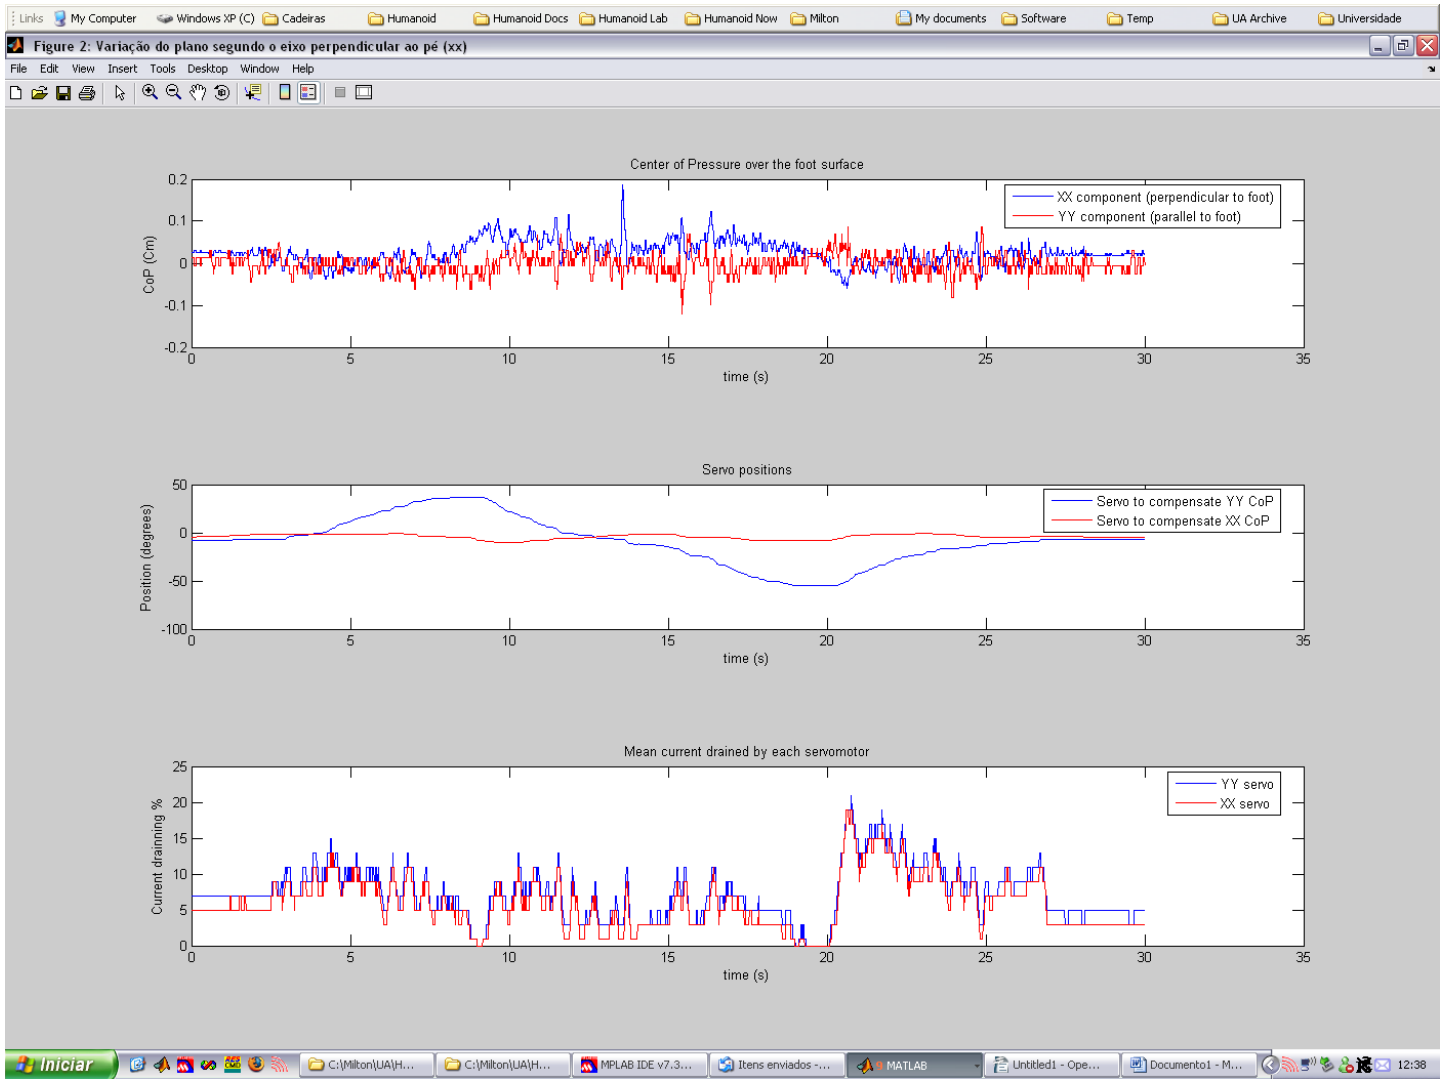 Links My Computer Windows XP (C) Cadeiras Humanoid Humanoid Docs Humanoid Lab Humanoid Now Milton My documents Software Temp UA Archive Universidade
Figure 2: Variação do plano segundo o eixo perpendicular ao pé (xx)
File Edit View Insert Tools Desktop Window Help
Center of Pressure over the foot surface
XX component (perpendicular to foot)
YY component (parallel to foot)
CoP (Cm)
0.2
0.1
0
-0.1
-0.2
0 5 10 15 20 25 30 35
time (s)
Servo positions
Servo to compensate YY CoP
Servo to compensate XX CoP
Position (degrees)
50
0
-50
-100
0 5 10 15 20 25 30 35
time (s)
Mean current drained by each servomotor
YY servo
XX servo
Current drainning %
25
20
15
10
5
0
0 5 10 15 20 25 30 35
time (s)
Iniciar C:\Milton\UA\H... C:\Milton\UA\H... MPLAB IDE v7.3... Itens enviados -... MATLAB Untitled1 - Ope... Documento1 - M... 12:38